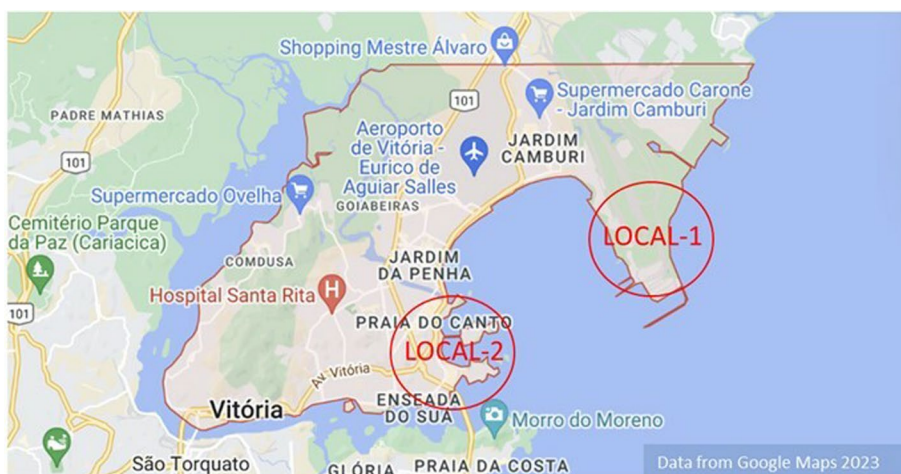 Shopping Mestre Álvaro
101
Supermercado Carone
- Jardim Camburi
PADRE MATHIAS
Aeroporto
de Vitória -
Eurico de
Aguiar Salles
JARDIM
CAMBURI
101
Supermercado Ovelha
GOIABEIRAS
Cemitério Parque
da Paz (Cariacica)
LOCAL-1
COMDUSA
JARDIM
DA PENHA
Hospital Santa Rita
H
101
PRAIA DO CANTO
LOCAL-2
Av. Vitória
Vitória
ENSEADA
DO SUÁ
Morro do Moreno
São Torquato
GLÓRIA
PRAIA DA COSTA
Data from Google Maps 2023